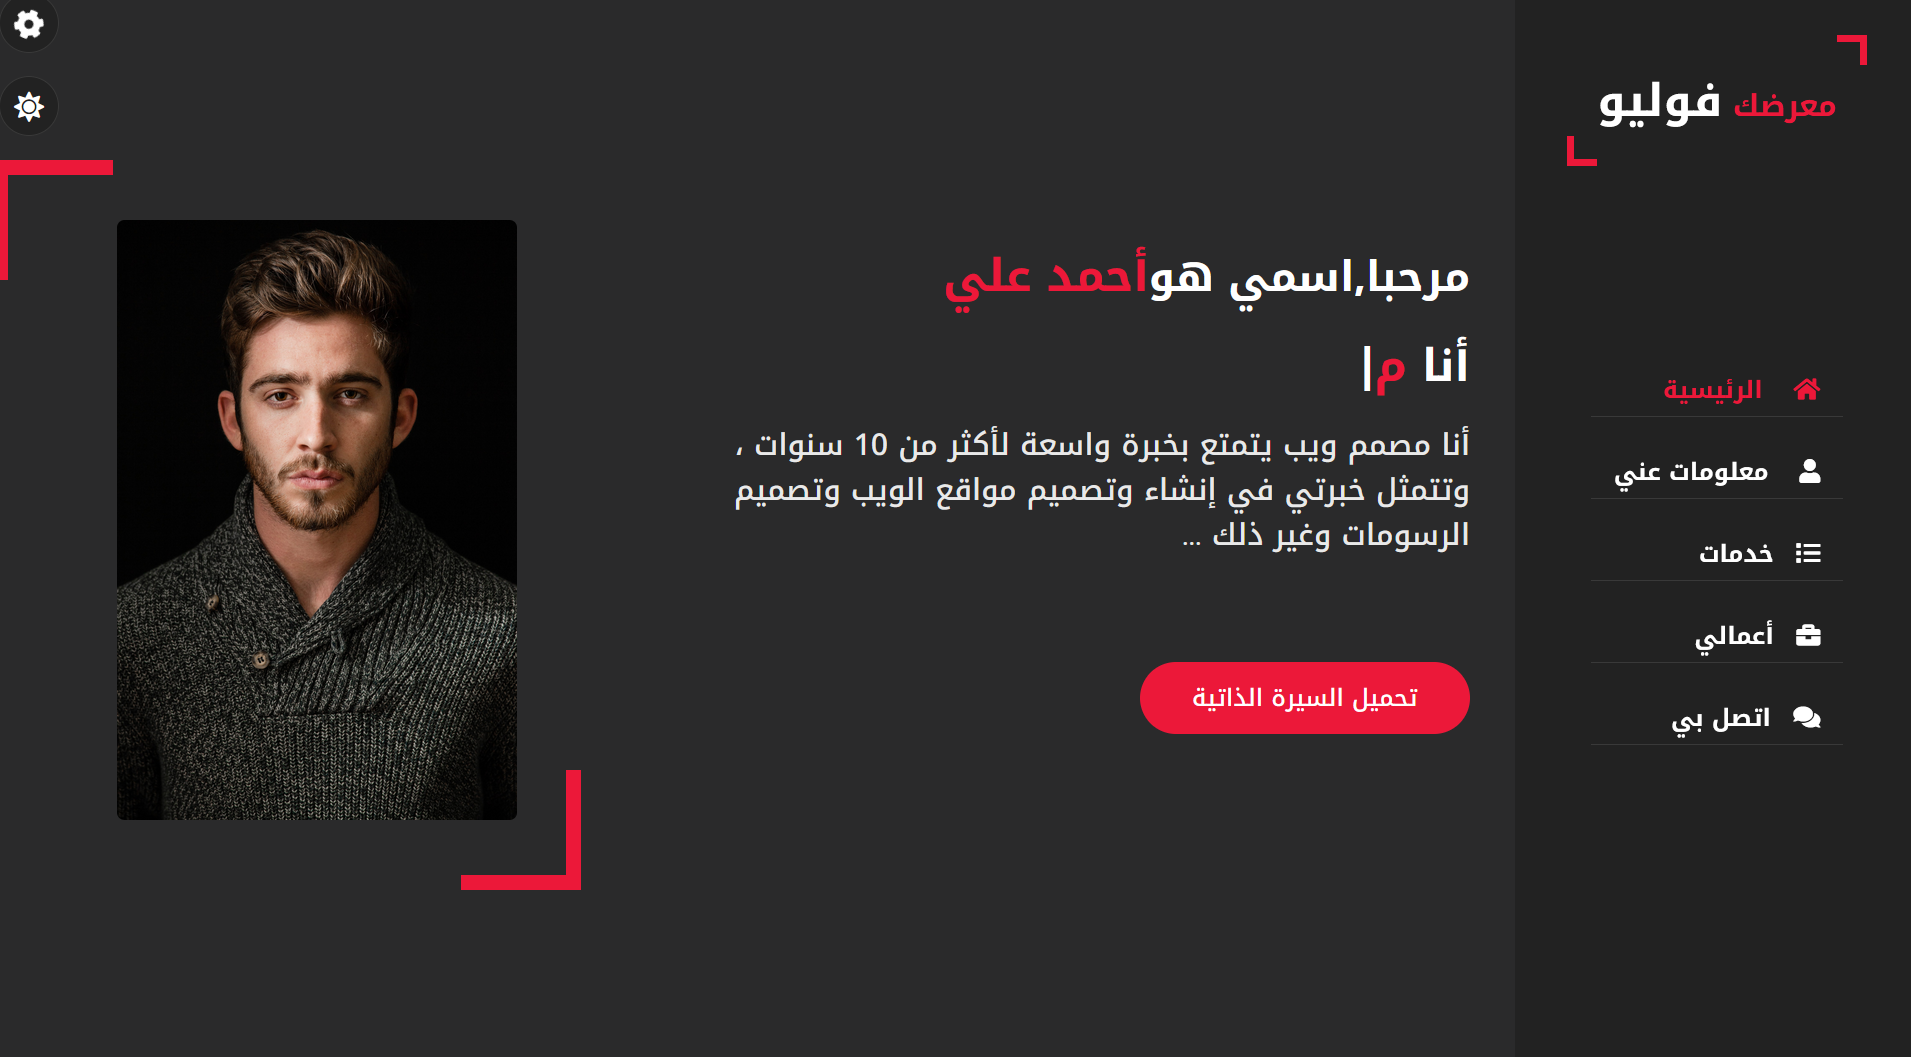 معرضك فوليو
الرئيسية
معلومات عني
خدمات
أعمالي
اتصل بي
مرحبا,اسمي هوأحمد علي
أنا م|
أنا مصمم ويب يتمتع بخبرة واسعة لأكثر من 10 سنوات ،
وتتمثل خبرتي في إنشاء وتصميم مواقع الويب وتصميم
الرسومات وغير ذلك ...
تحميل السيرة الذاتية